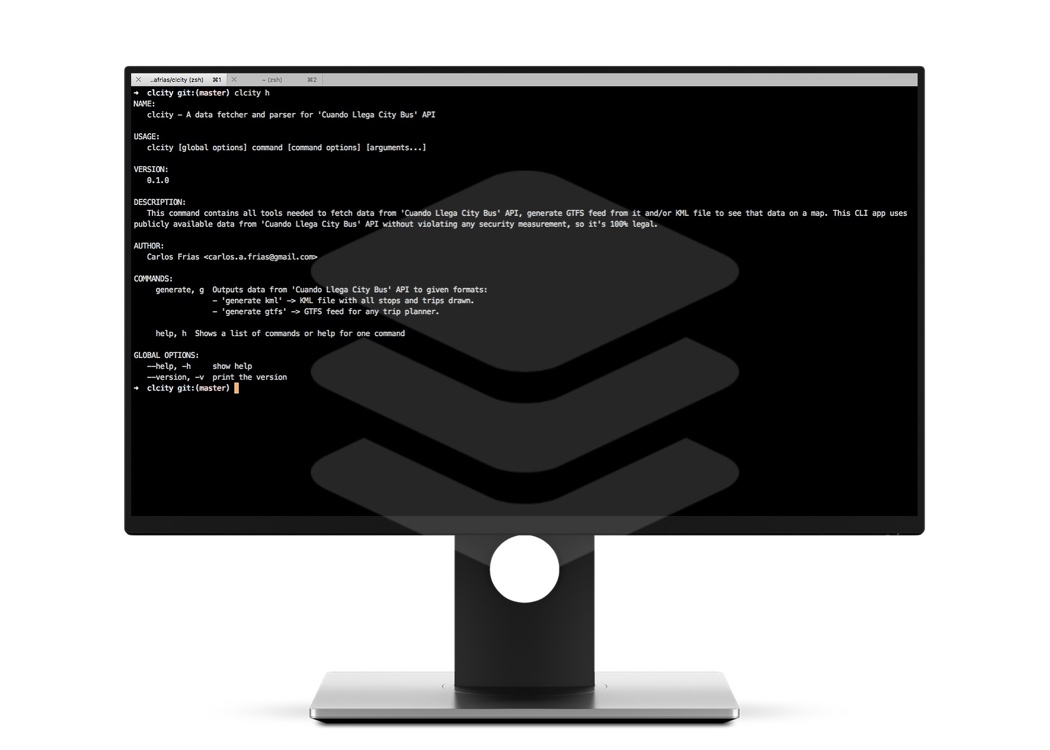 ..afrias/clcity (zsh) ⌘1 ~ (zsh) ⌘2
➜ clcity git:(master) clcity h
NAME:
clcity - A data fetcher and parser for 'Cuando Llega City Bus' API
USAGE:
clcity [global options] command [command options] [arguments...]
VERSION:
0.1.0
DESCRIPTION:
This command contains all tools needed to fetch data from 'Cuando Llega City Bus' API, generate GTFS feed from it and/or KML file to see that data on a map. This CLI app uses
publicly available data from 'Cuando Llega City Bus' API without violating any security measurement, so it's 100% legal.
AUTHOR:
Carlos Frias <carlos.a.frias@gmail.com>
COMMANDS:
generate, g Outputs data from 'Cuando Llega City Bus' API to given formats:
- 'generate kml' -> KML file with all stops and trips drawn.
- 'generate gtfs' -> GTFS feed for any trip planner.
help, h Shows a list of commands or help for one command
GLOBAL OPTIONS:
--help, -h show help
--version, -v print the version
➜ clcity git:(master)